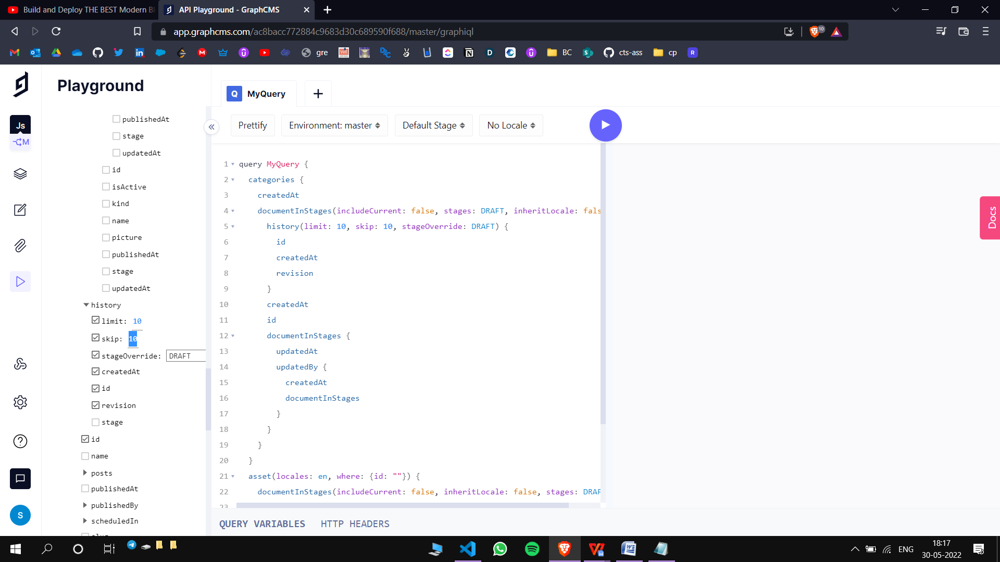 Build and Deploy THE BEST Modern Bl
API Playground - GraphCMS
app.graphcms.com/ac8bacc772884c9683d30c689590f688/master/graphiql
10
gre
BC
cts-ass
cp
R
Playground
Js
M
publishedAt
stage
updatedAt
id
isActive
kind
name
picture
publishedAt
stage
updatedAt
history
limit: 10
skip: 10
stageOverride: DRAFT
createdAt
id
revision
stage
id
name
posts
publishedAt
publishedBy
scheduledIn
S
Q MyQuery
Prettify
Environment: master
Default Stage
No Locale
1 query MyQuery {
2 categories {
3 createdAt
4 documentInStages(includeCurrent: false, stages: DRAFT, inheritLocale: fals
5 history(limit: 10, skip: 10, stageOverride: DRAFT) {
6 id
7 createdAt
8 revision
9 }
10 createdAt
11 id
12 documentInStages {
13 updatedAt
14 updatedBy {
15 createdAt
16 documentInStages
17 }
18 }
19 }
20 }
21 asset(locales: en, where: {id: ""}) {
22 documentInStages(includeCurrent: false, inheritLocale: false, stages: DRAF
23
QUERY VARIABLES
HTTP HEADERS
Docs
ENG
18:17
30-05-2022